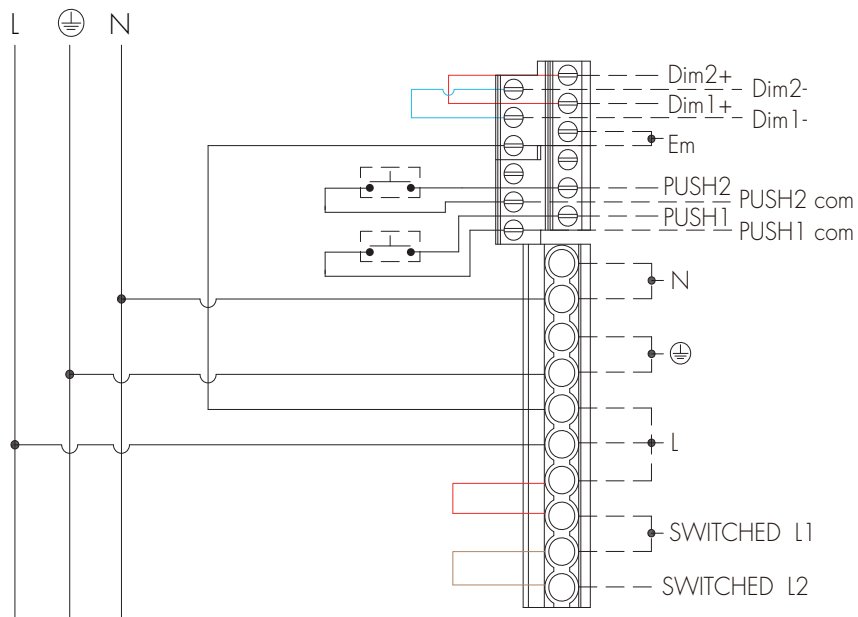 L N
Dim2+
Dim2-
Dim1+
Dim1-
Em
PUSH2
PUSH2 com
PUSH1
PUSH1 com
N
L
SWITCHED L1
SWITCHED L2